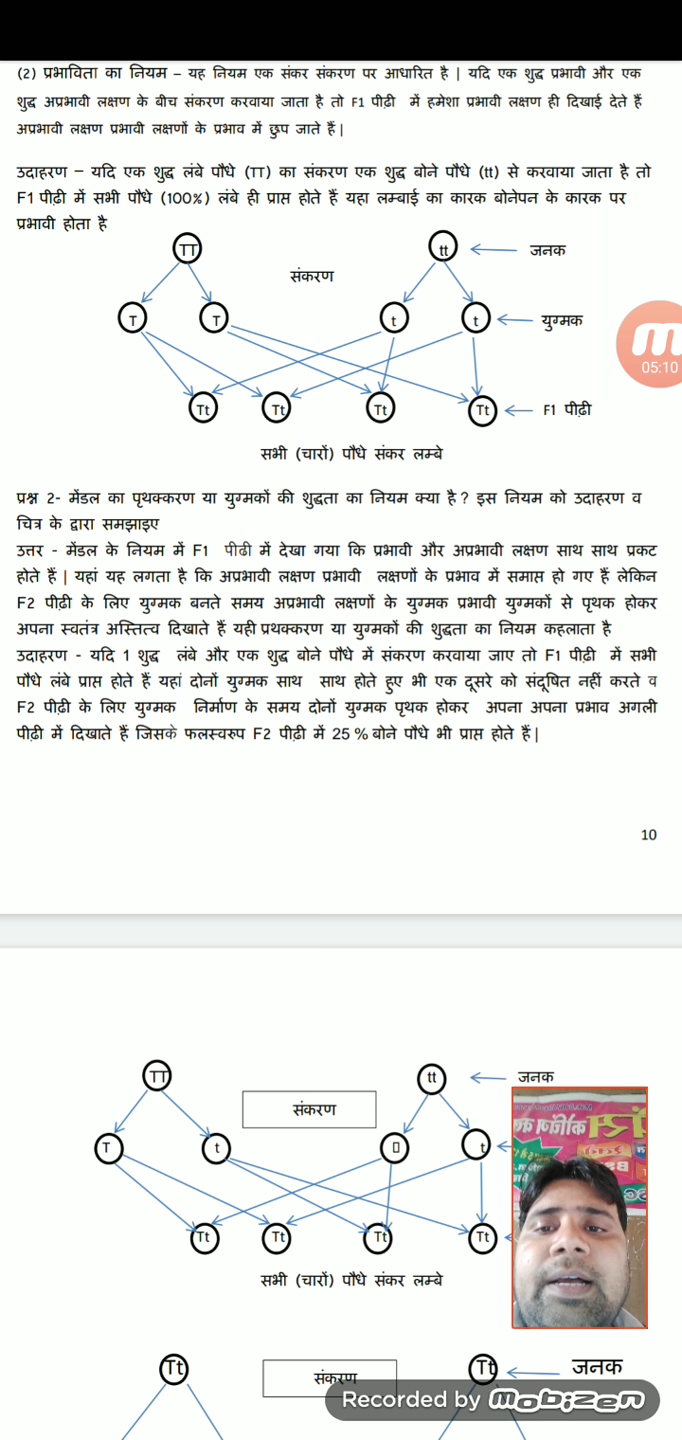 (2) प्रभाविता का नियम – यह नियम एक संकर संकरण पर आधारित है | यदि एक शुद्ध प्रभावी और एक
शुद्ध अप्रभावी लक्षण के बीच संकरण करवाया जाता है तो F1 पीढ़ी में हमेशा प्रभावी लक्षण ही दिखाई देते हैं
अप्रभावी लक्षण प्रभावी लक्षणों के प्रभाव में छुप जाते हैं |
उदाहरण – यदि एक शुद्ध लंबे पौधे (TT) का संकरण एक शुद्ध बोने पौधे (tt) से करवाया जाता है तो
F1 पीढ़ी में सभी पौधे (100%) लंबे ही प्राप्त होते हैं यहा लम्बाई का कारक बोनेपन के कारक पर
प्रभावी होता है
TT tt जनक
संकरण
T T t t युग्मक
05:10
Tt Tt Tt Tt F1 पीढ़ी
सभी (चारों) पौधे संकर लम्बे
प्रश्न 2- मेंडल का पृथक्करण या युग्मकों की शुद्धता का नियम क्या है ? इस नियम को उदाहरण व
चित्र के द्वारा समझाइए
उत्तर - मेंडल के नियम में F1 पीढी में देखा गया कि प्रभावी और अप्रभावी लक्षण साथ साथ प्रकट
होते हैं | यहां यह लगता है कि अप्रभावी लक्षण प्रभावी लक्षणों के प्रभाव में समाप्त हो गए हैं लेकिन
F2 पीढ़ी के लिए युग्मक बनते समय अप्रभावी लक्षणों के युग्मक प्रभावी युग्मकों से पृथक होकर
अपना स्वतंत्र अस्तित्व दिखाते हैं यही प्रथक्करण या युग्मकों की शुद्धता का नियम कहलाता है
उदाहरण - यदि 1 शुद्ध लंबे और एक शुद्ध बोने पौधे में संकरण करवाया जाए तो F1 पीढ़ी में सभी
पौधे लंबे प्राप्त होते हैं यहां दोनों युग्मक साथ साथ होते हुए भी एक दूसरे को संदूषित नहीं करते व
F2 पीढ़ी के लिए युग्मक निर्माण के समय दोनों युग्मक पृथक होकर अपना अपना प्रभाव अगली
पीढ़ी में दिखाते हैं जिसके फलस्वरुप F2 पीढ़ी में 25 % बोने पौधे भी प्राप्त होते हैं |
10
TT tt जनक
संकरण
T t t
Tt Tt Tt Tt
सभी (चारों) पौधे संकर लम्बे
Tt Tt जनक
संकरण
Recorded by mobizen